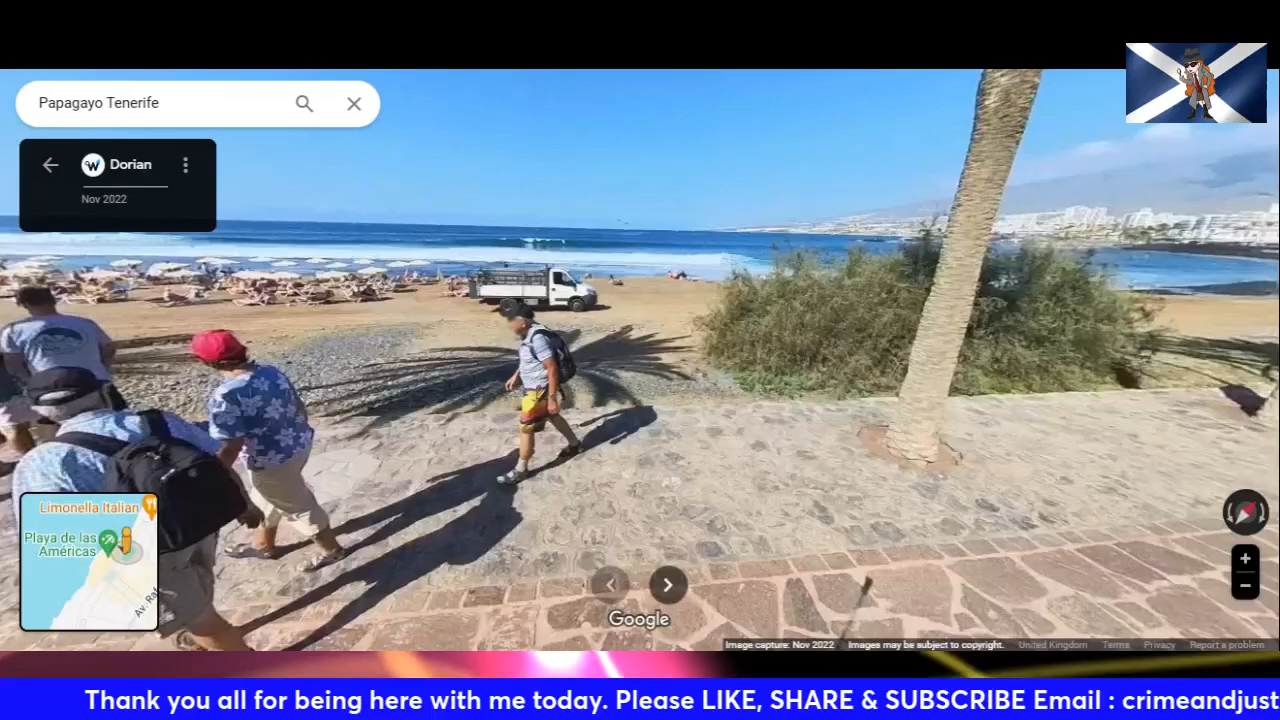 Papagayo Tenerife
Dorian
Nov 2022
Limonella Italian
Playa de las
Américas
Av. Raf
Google
Image capture: Nov 2022 Images may be subject to copyright. United Kingdom Terms Privacy Report a problem
Thank you all for being here with me today. Please LIKE, SHARE & SUBSCRIBE Email : crimeandjust